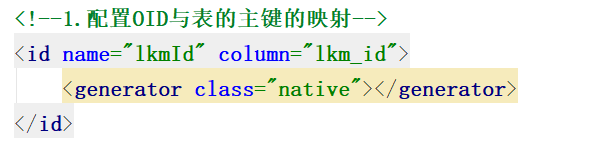 <!--1.配置OID与表的主键的映射-->
<id name="lkmId" column="lkm_id">
<generator class="native"></generator>
</id>